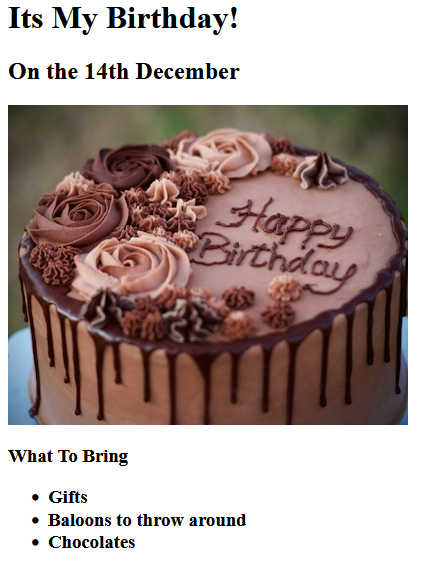 Its My Birthday!
On the 14th December
Happy
Birthday
What To Bring
Gifts
Baloons to throw around
Chocolates